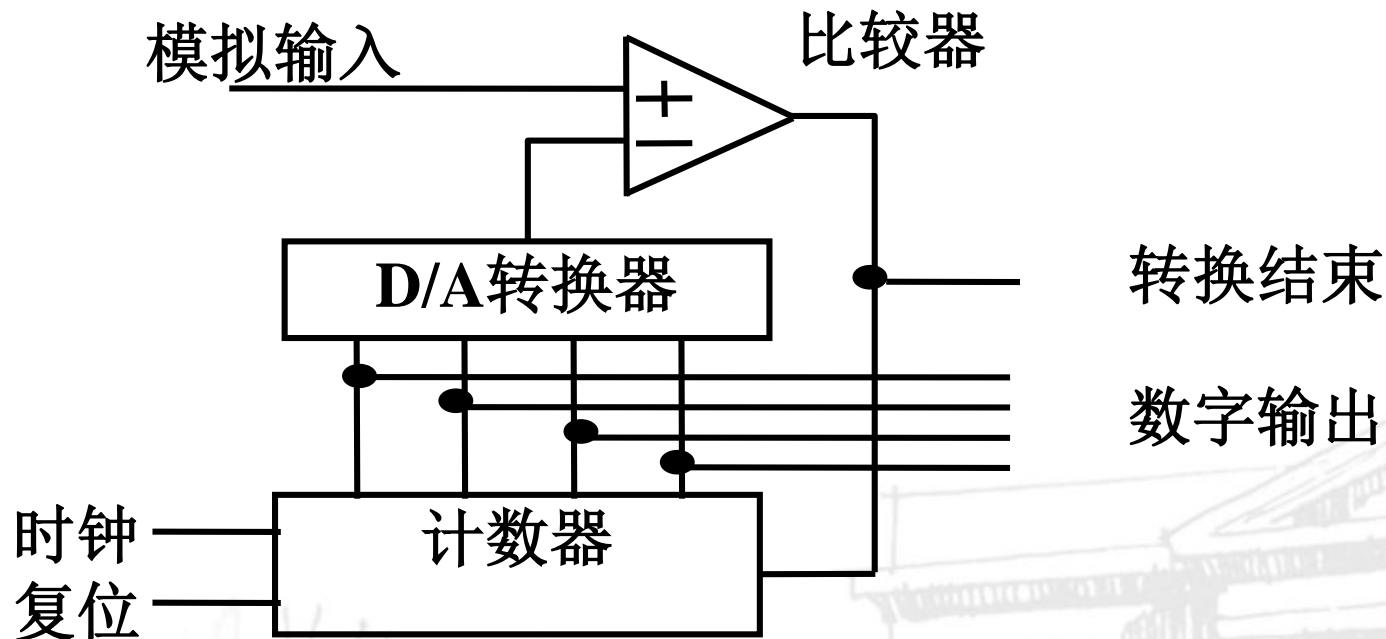 模拟输入
比较器
+
−
D/A转换器
转换结束
数字输出
时钟
计数器
复位